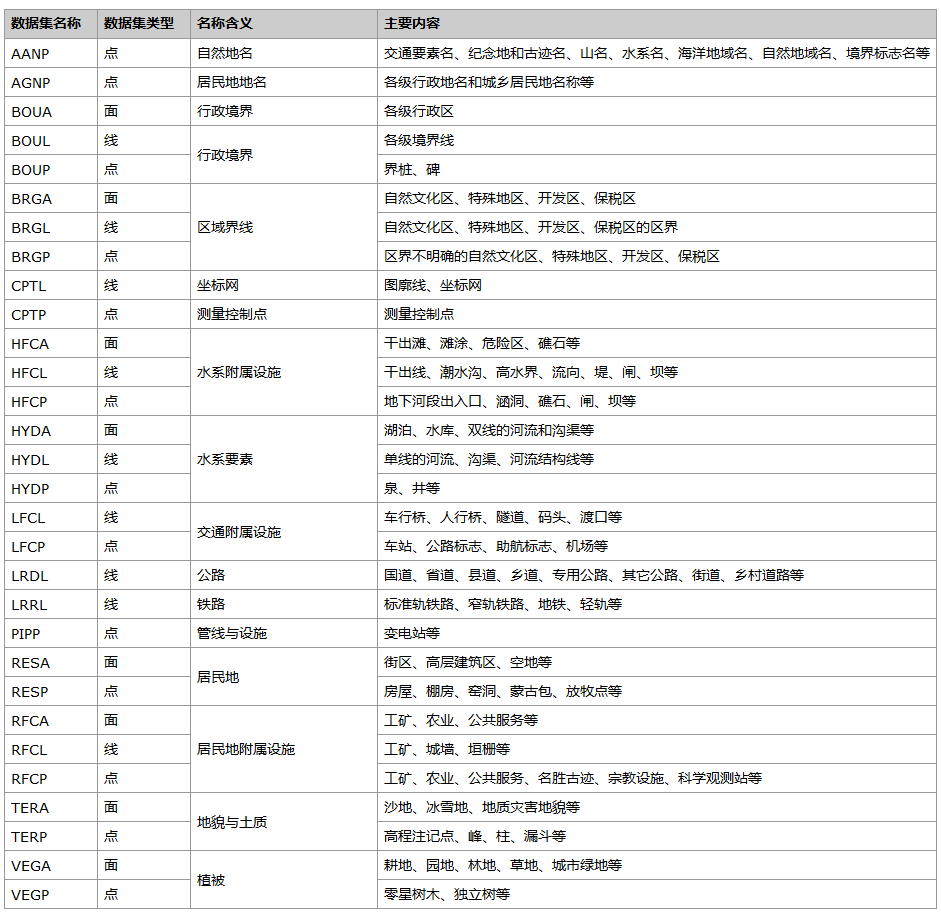 数据集名称 数据集类型 名称含义 主要内容
AANP 点 自然地名 交通要素名、纪念地和古迹名、山名、水系名、海洋地域名、自然地域名、境界标志名等
AGNP 点 居民地地名 各级行政地名和城乡居民地名称等
BOUA 面 行政境界 各级行政区
BOUL 线 行政境界 各级境界线
BOUP 点 界桩、碑
BRGA 面 区域界线 自然文化区、特殊地区、开发区、保税区
BRGL 线 自然文化区、特殊地区、开发区、保税区的区界
BRGP 点 区界不明确的自然文化区、特殊地区、开发区、保税区
CPTL 线 坐标网 图廓线、坐标网
CPTP 点 测量控制点 测量控制点
HFCA 面 水系附属设施 干出滩、滩涂、危险区、礁石等
HFCL 线 干出线、潮水沟、高水界、流向、堤、闸、坝等
HFCP 点 地下河段出入口、涵洞、礁石、闸、坝等
HYDA 面 水系要素 湖泊、水库、双线的河流和沟渠等
HYDL 线 单线的河流、沟渠、河流结构线等
HYDP 点 泉、井等
LFCL 线 交通附属设施 车行桥、人行桥、隧道、码头、渡口等
LFCP 点 车站、公路标志、助航标志、机场等
LRDL 线 公路 国道、省道、县道、乡道、专用公路、其它公路、街道、乡村道路等
LRRL 线 铁路 标准轨铁路、窄轨铁路、地铁、轻轨等
PIPP 点 管线与设施 变电站等
RESA 面 居民地 街区、高层建筑区、空地等
RESP 点 房屋、棚房、窑洞、蒙古包、放牧点等
RFCA 面 居民地附属设施 工矿、农业、公共服务等
RFCL 线 工矿、城墙、垣栅等
RFCP 点 工矿、农业、公共服务、名胜古迹、宗教设施、科学观测站等
TERA 面 地貌与土质 沙地、冰雪地、地质灾害地貌等
TERP 点 高程注记点、峰、柱、漏斗等
VEGA 面 植被 耕地、园地、林地、草地、城市绿地等
VEGP 点 零星树木、独立树等